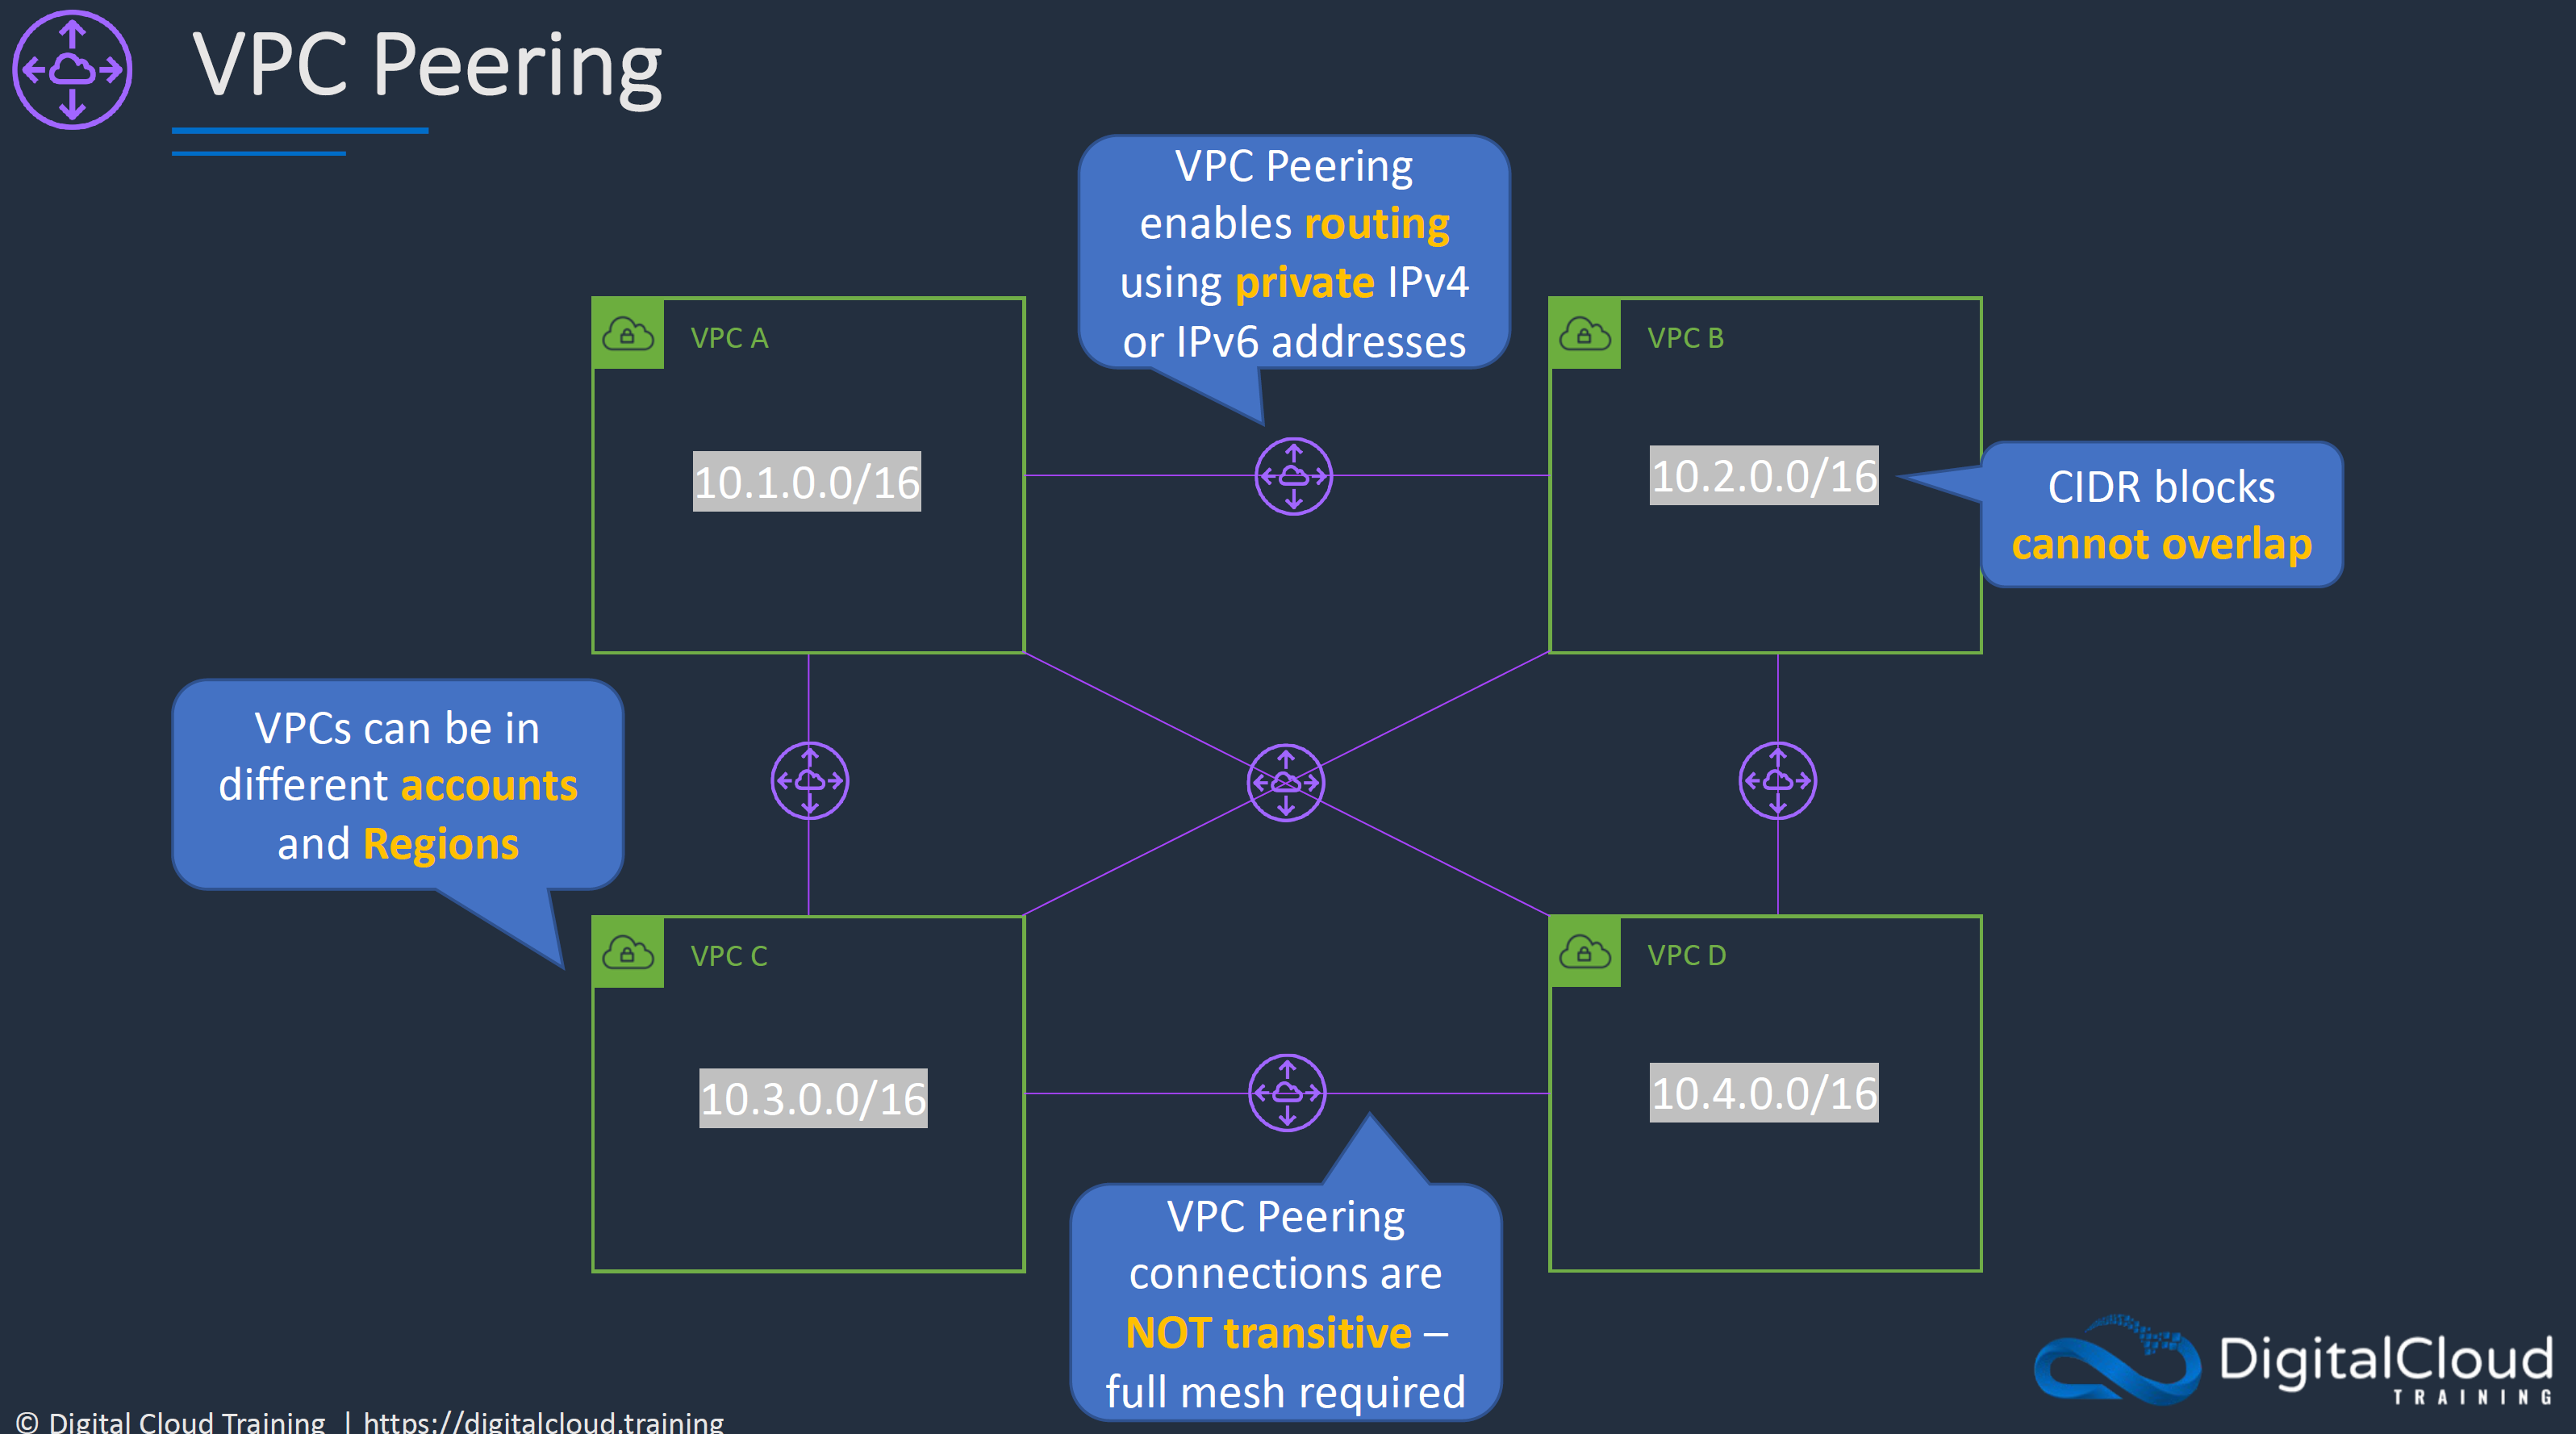 VPC Peering
VPC Peering
enables routing
using private IPv4
or IPv6 addresses
VPC A
VPC B
10.1.0.0/16
10.2.0.0/16
CIDR blocks
cannot overlap
VPCs can be in
different accounts
and Regions
VPC C
VPC D
10.3.0.0/16
10.4.0.0/16
VPC Peering
connections are
NOT transitive –
full mesh required
DigitalCloud
TRAINING
© Digital Cloud Training | https://digitalcloud.training